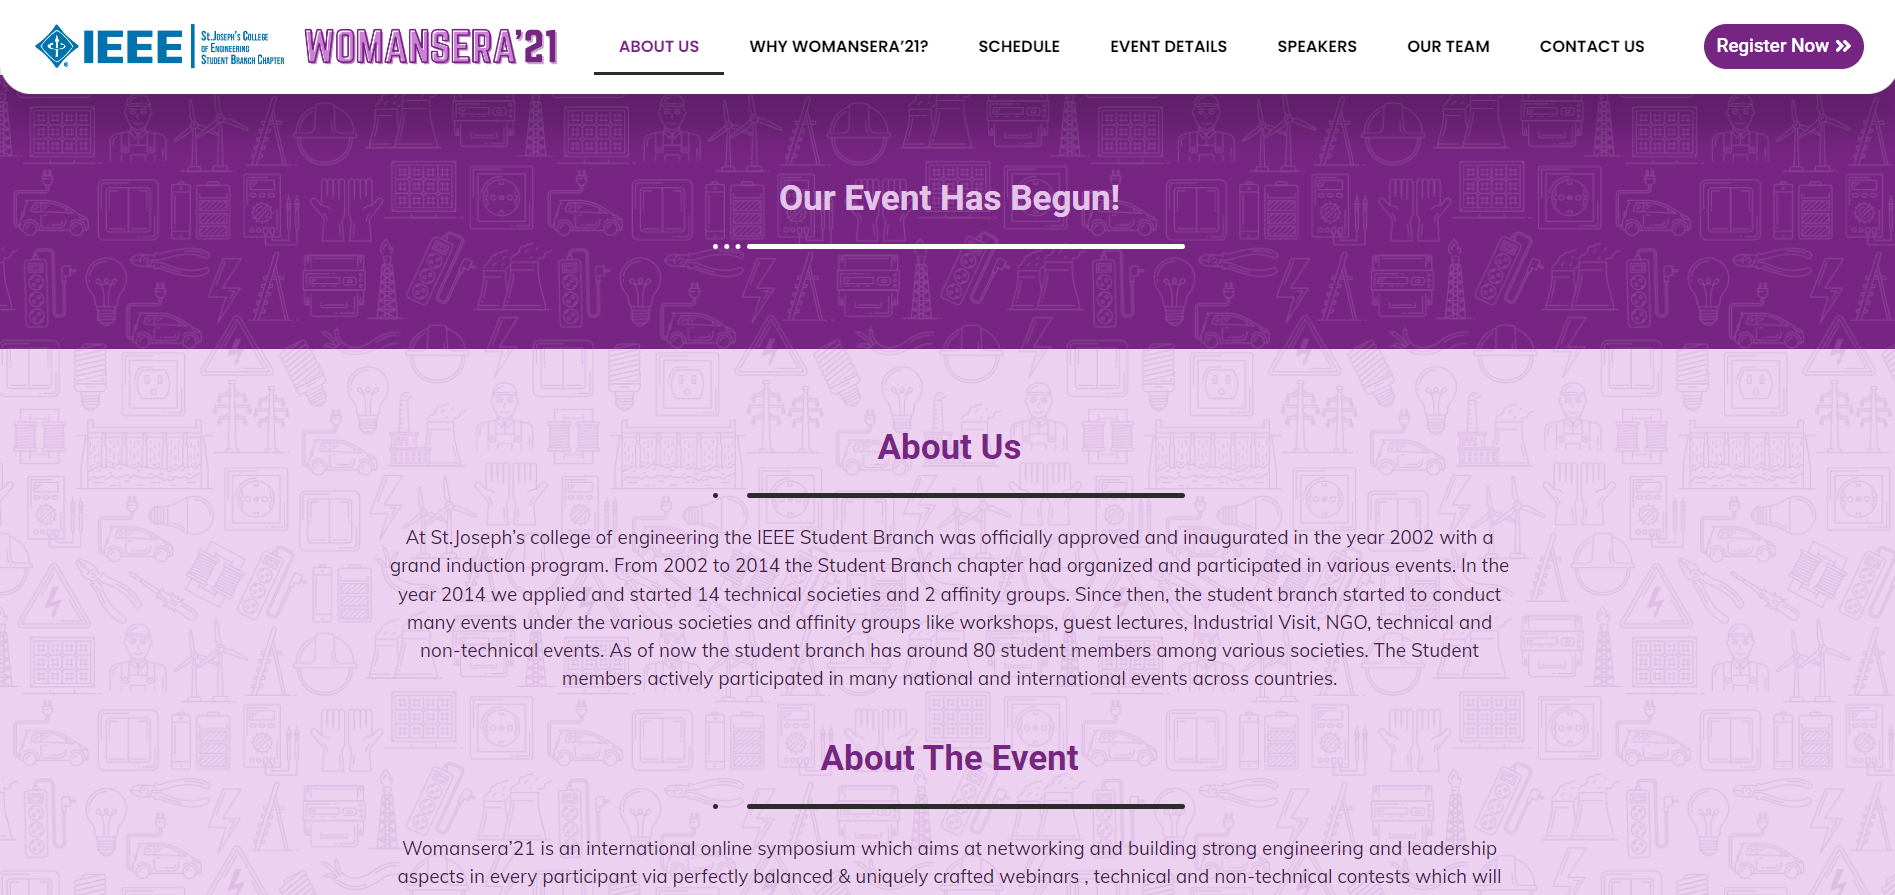 IEEE
St.Joseph's College
of Engineering
Student Branch Chapter
WOMANSERA'21
ABOUT US
WHY WOMANSERA'21?
SCHEDULE
EVENT DETAILS
SPEAKERS
OUR TEAM
CONTACT US
Register Now
Our Event Has Begun!
About Us
At St.Joseph's college of engineering the IEEE Student Branch was officially approved and inaugurated in the year 2002 with a
grand induction program. From 2002 to 2014 the Student Branch chapter had organized and participated in various events. In the
year 2014 we applied and started 14 technical societies and 2 affinity groups. Since then, the student branch started to conduct
many events under the various societies and affinity groups like workshops, guest lectures, Industrial Visit, NGO, technical and
non-technical events. As of now the student branch has around 80 student members among various societies. The Student
members actively participated in many national and international events across countries.
About The Event
Womansera'21 is an international online symposium which aims at networking and building strong engineering and leadership
aspects in every participant via perfectly balanced & uniquely crafted webinars , technical and non-technical contests which will